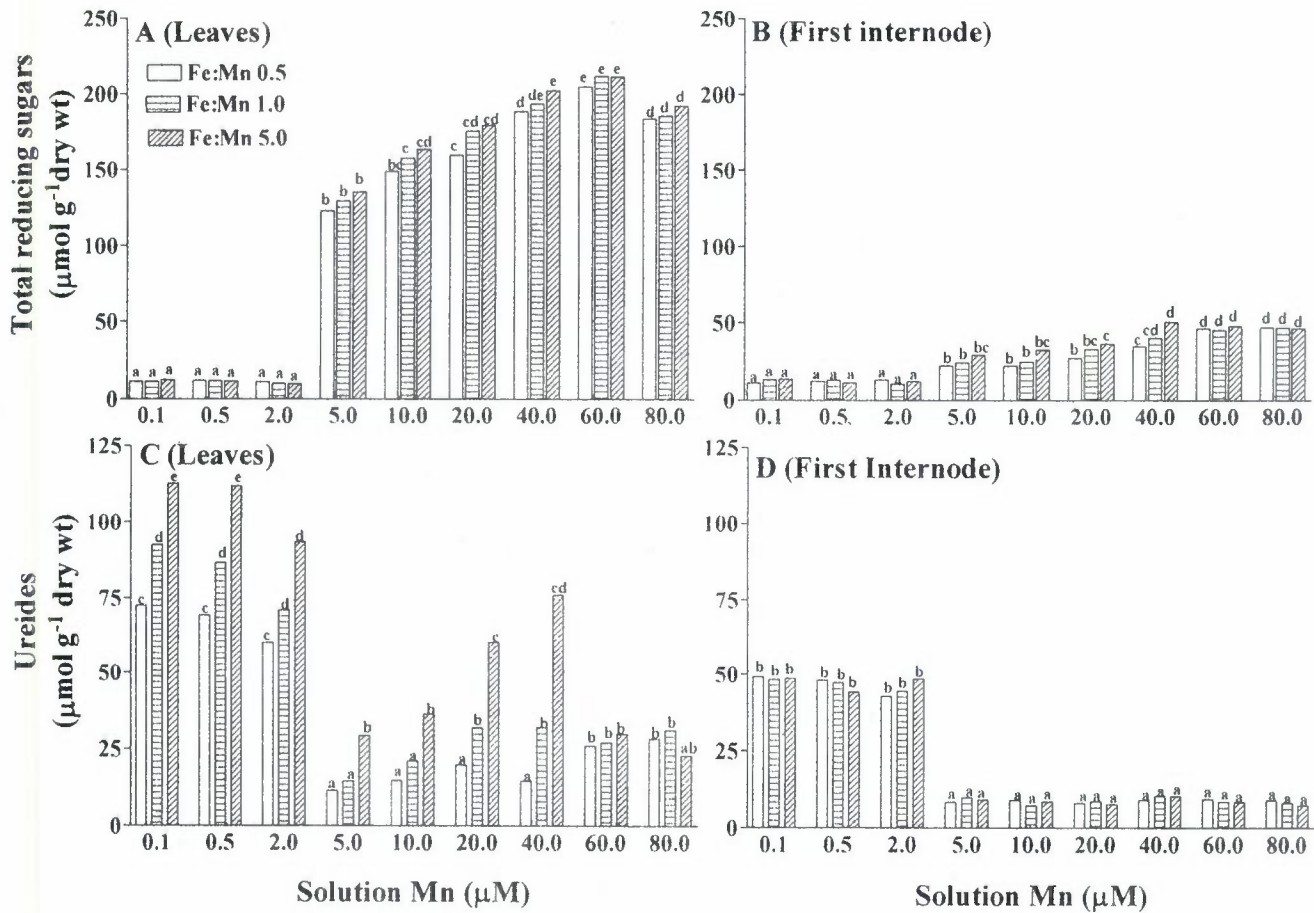 Total reducing sugars
(µmol g⁻¹ dry wt)
A (Leaves)
Fe:Mn 0.5
Fe:Mn 1.0
Fe:Mn 5.0
250
200
150
100
50
0
a a a
a a a
a a a
b b b
bc c cd
c cd cd
d de e
e e e
d d d
0.1 0.5 2.0 5.0 10.0 20.0 40.0 60.0 80.0
B (First internode)
250
200
150
100
50
0
a a a
a a a
a a a
b b bc
b b bc
b bc c
c cd d
d d d
d d d
0.1 0.5 2.0 5.0 10.0 20.0 40.0 60.0 80.0
Ureides
(µmol g⁻¹ dry wt)
C (Leaves)
125
100
75
50
25
0
c d e
c d e
c d d
a a b
a a b
a b c
a b cd
b b b
b b ab
0.1 0.5 2.0 5.0 10.0 20.0 40.0 60.0 80.0
Solution Mn (µM)
D (First Internode)
125
100
75
50
25
0
b b b
b b b
b b b
a a a
a a a
a a a
a a a
a a a
a a a
0.1 0.5 2.0 5.0 10.0 20.0 40.0 60.0 80.0
Solution Mn (µM)